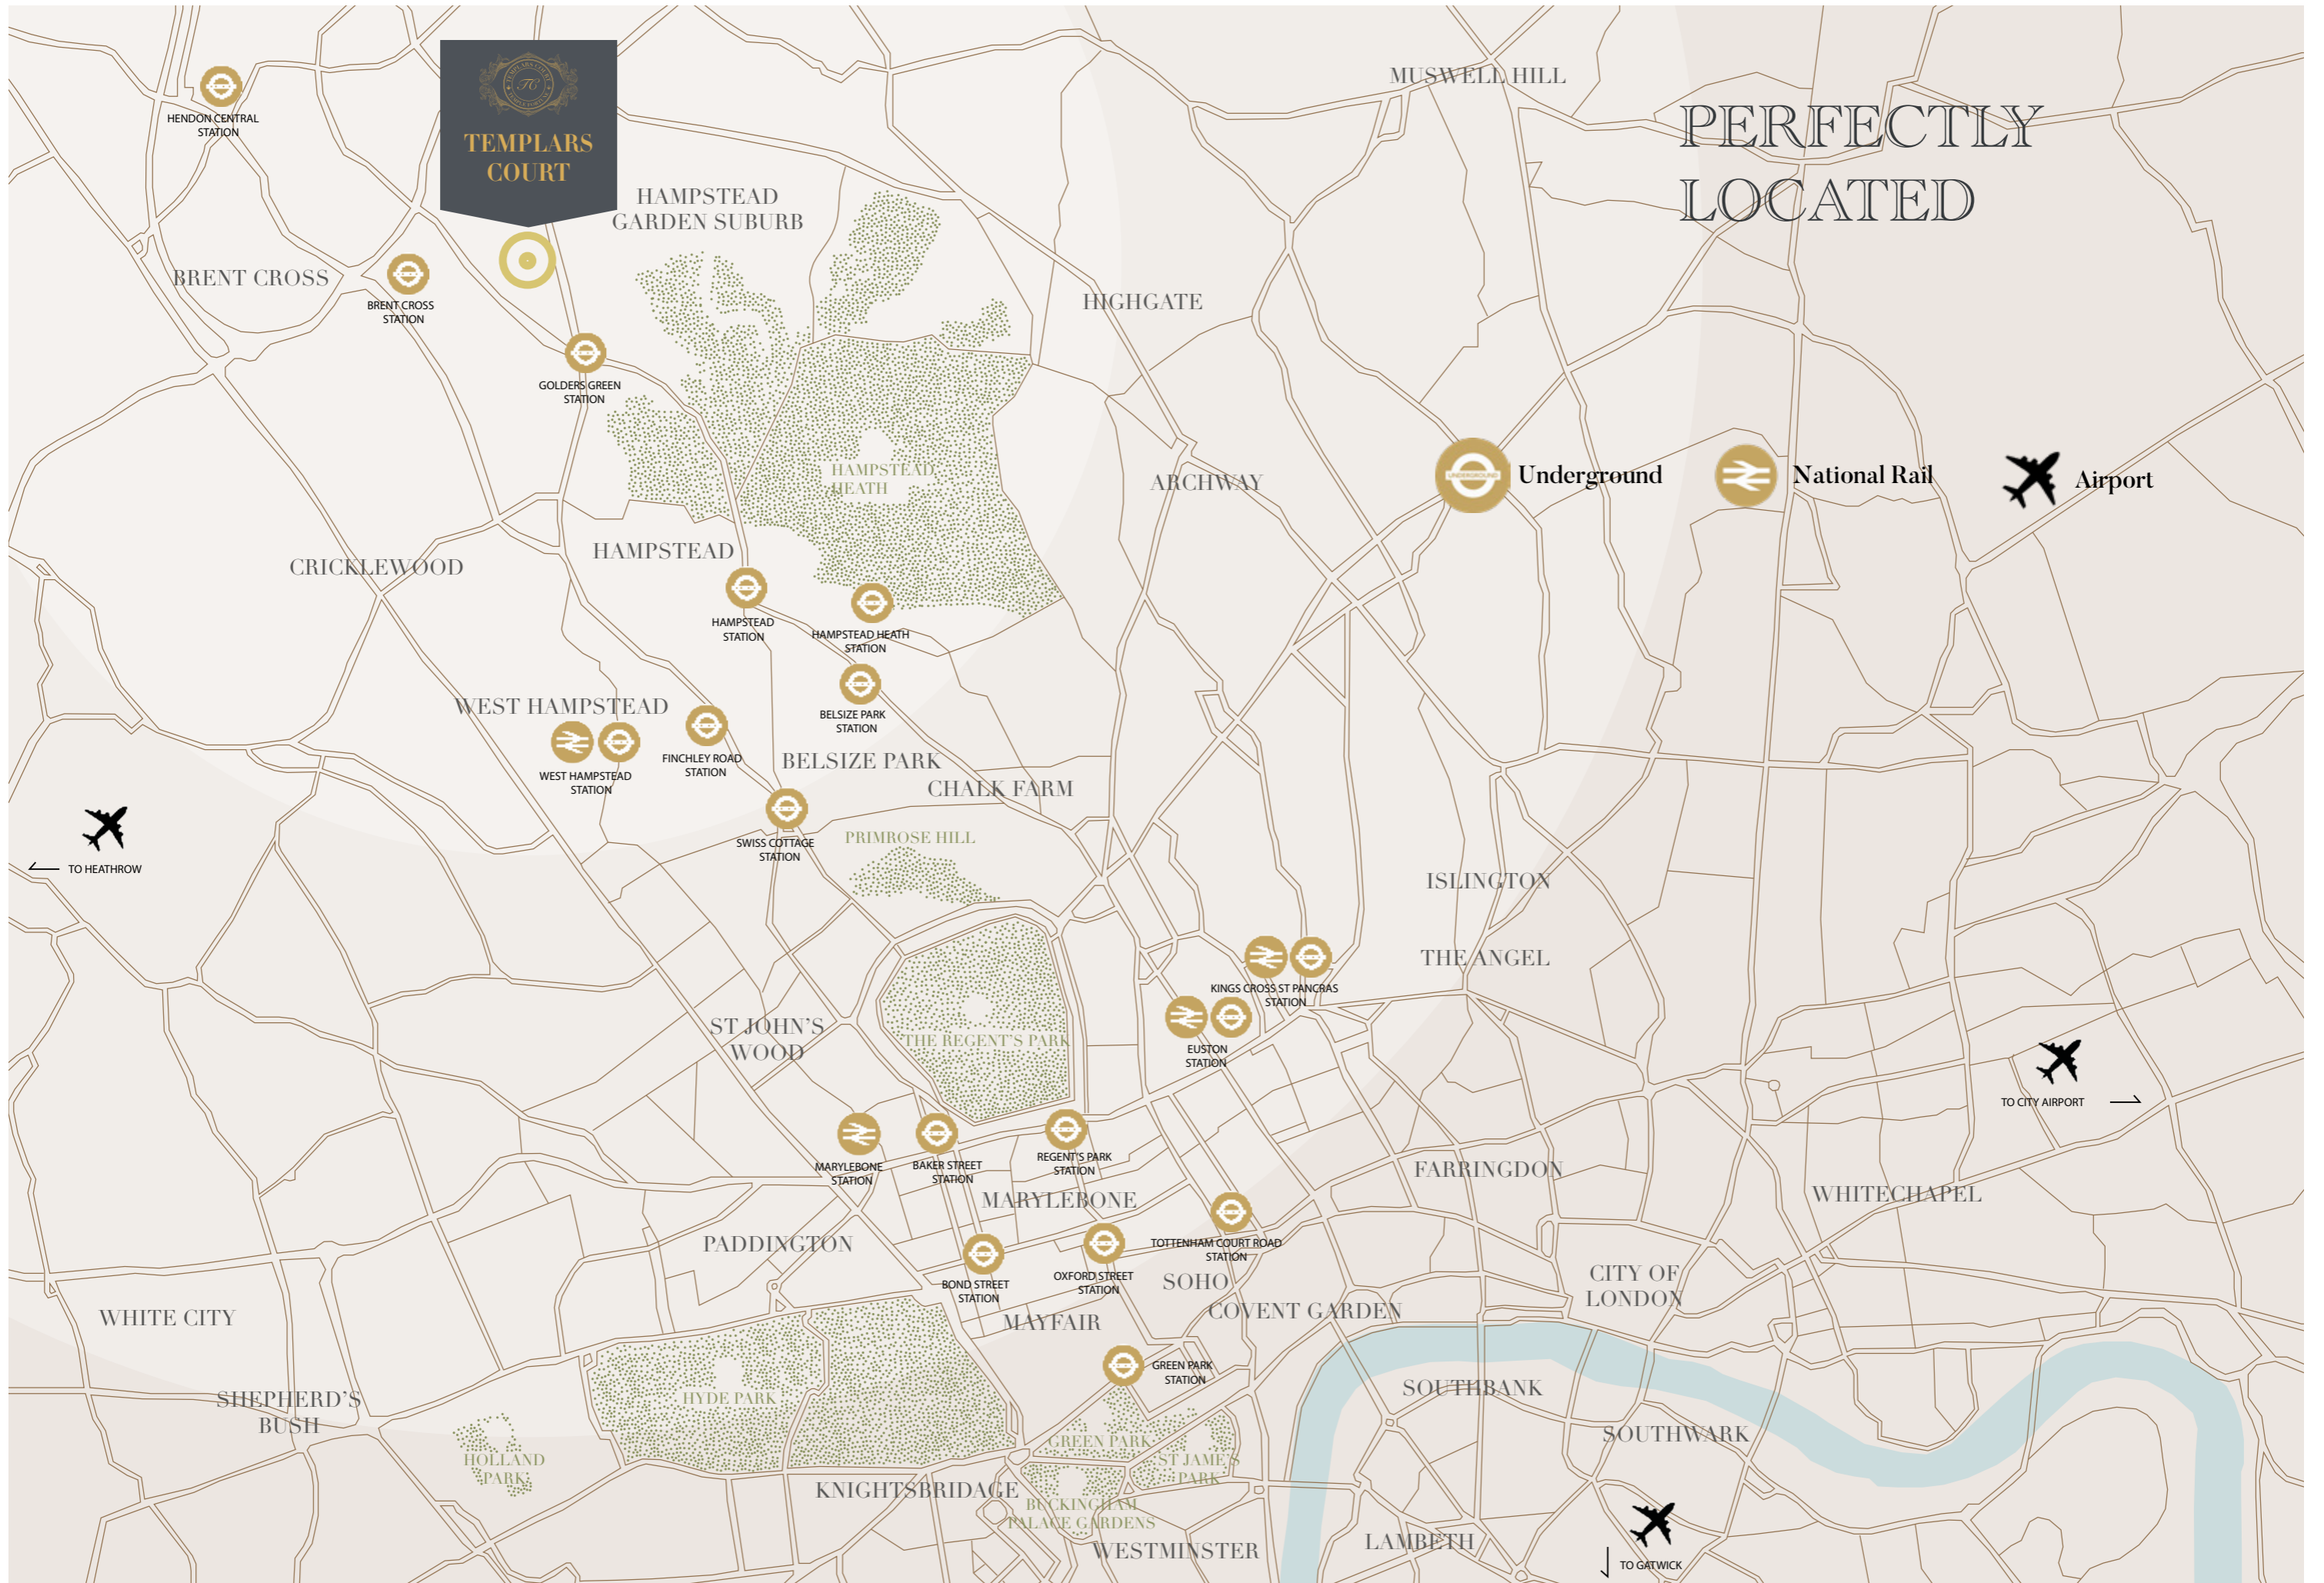 MUSWELL HILL
PERFECTLY
LOCATED
HENDON CENTRAL
STATION
TEMPLARS COURT
TC
TEMPLARS
COURT
HAMPSTEAD
GARDEN SUBURB
BRENT CROSS
BRENT CROSS
STATION
HIGHGATE
GOLDERS GREEN
STATION
HAMPSTEAD
HEATH
ARCHWAY
UNDERGROUND
Underground
National Rail
Airport
CRICKLEWOOD
HAMPSTEAD
HAMPSTEAD
STATION
HAMPSTEAD HEATH
STATION
WEST HAMPSTEAD
BELSIZE PARK
STATION
WEST HAMPSTEAD
STATION
FINCHLEY ROAD
STATION
BELSIZE PARK
CHALK FARM
TO HEATHROW
SWISS COTTAGE
STATION
PRIMROSE HILL
ISLINGTON
THE ANGEL
KINGS CROSS ST PANCRAS
STATION
ST JOHN'S
WOOD
THE REGENT'S PARK
EUSTON
STATION
TO CITY AIRPORT
MARYLEBONE
STATION
BAKER STREET
STATION
REGENT'S PARK
STATION
MARYLEBONE
FARRINGDON
WHITECHAPEL
PADDINGTON
TOTTENHAM COURT ROAD
STATION
BOND STREET
STATION
OXFORD STREET
STATION
SOHO
CITY OF
LONDON
WHITE CITY
MAYFAIR
COVENT GARDEN
GREEN PARK
STATION
SHEPHERD'S
BUSH
HYDE PARK
SOUTHBANK
SOUTHWARK
HOLLAND
PARK
GREEN PARK
ST JAME'S
PARK
KNIGHTSBRIDAGE
BUCKINGHAM
PALACE GARDENS
WESTMINSTER
LAMBETH
TO GATWICK